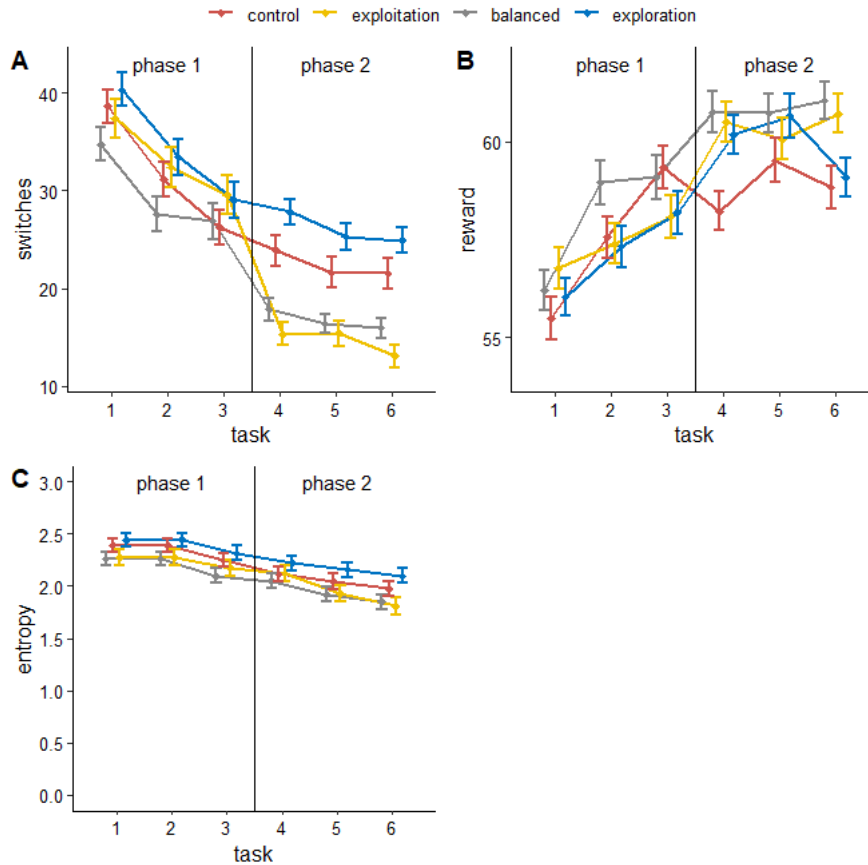 control exploitation balanced exploration
A
phase 1 phase 2
switches
40
30
20
10
1 2 3 4 5 6
task
B
phase 1 phase 2
reward
60
55
1 2 3 4 5 6
task
C
phase 1 phase 2
entropy
3.0
2.5
2.0
1.5
1.0
0.5
0.0
1 2 3 4 5 6
task